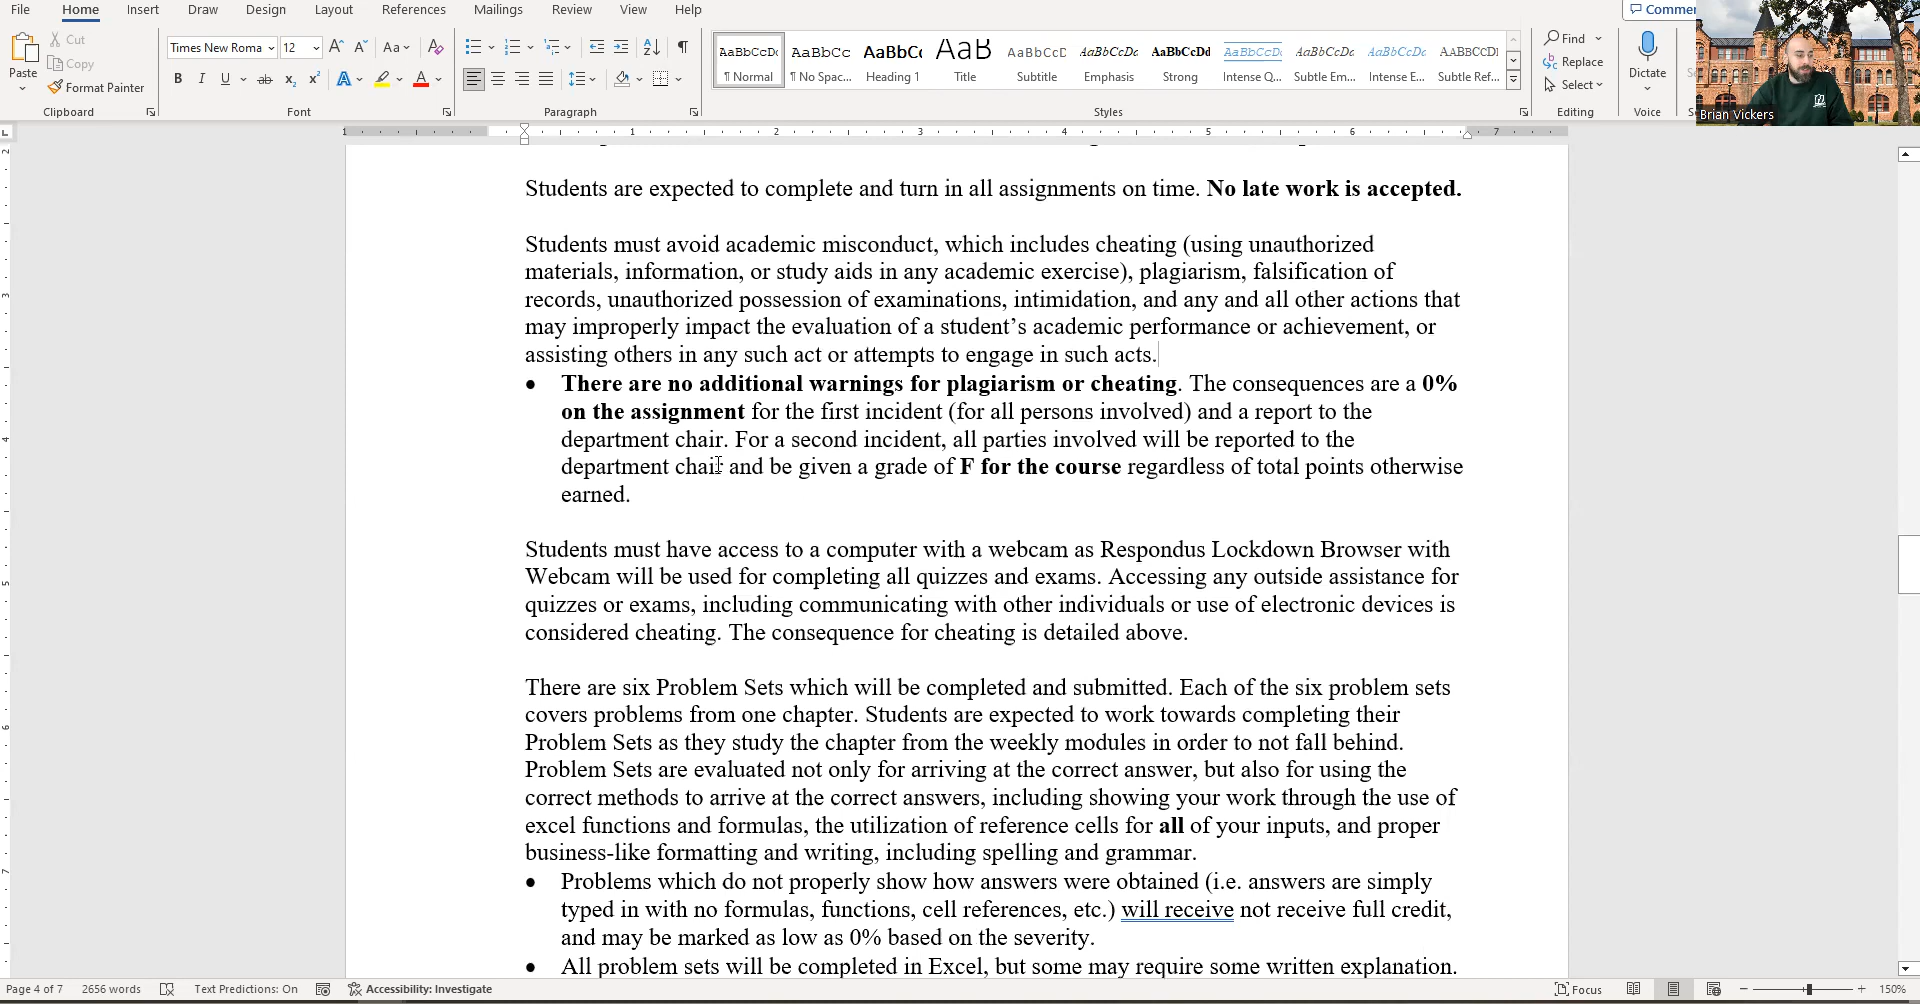 File Home Insert Draw Design Layout References Mailings Review View Help
Comme
Paste
Cut
Copy
Format Painter
Clipboard
Times New Roma 12
Font
Paragraph
AaBbCcDc AaBbCc AaBbCc AaB AaBbCcD AaBbCcDc AaBbCcDd AaBbCcDc AaBbCcDc AaBbCcDc AABBCCDI
¶ Normal ¶ No Spac... Heading 1 Title Subtitle Emphasis Strong Intense Q... Subtle Em... Intense E... Subtle Ref...
Styles
Find
Replace
Select
Editing
Dictate
Voice
Brian Vickers
1 1 2 3 4 5 6 7
Students are expected to complete and turn in all assignments on time. No late work is accepted.
Students must avoid academic misconduct, which includes cheating (using unauthorized
materials, information, or study aids in any academic exercise), plagiarism, falsification of
records, unauthorized possession of examinations, intimidation, and any and all other actions that
may improperly impact the evaluation of a student’s academic performance or achievement, or
assisting others in any such act or attempts to engage in such acts.
• There are no additional warnings for plagiarism or cheating. The consequences are a 0%
on the assignment for the first incident (for all persons involved) and a report to the
department chair. For a second incident, all parties involved will be reported to the
department chair and be given a grade of F for the course regardless of total points otherwise
earned.
Students must have access to a computer with a webcam as Respondus Lockdown Browser with
Webcam will be used for completing all quizzes and exams. Accessing any outside assistance for
quizzes or exams, including communicating with other individuals or use of electronic devices is
considered cheating. The consequence for cheating is detailed above.
There are six Problem Sets which will be completed and submitted. Each of the six problem sets
covers problems from one chapter. Students are expected to work towards completing their
Problem Sets as they study the chapter from the weekly modules in order to not fall behind.
Problem Sets are evaluated not only for arriving at the correct answer, but also for using the
correct methods to arrive at the correct answers, including showing your work through the use of
excel functions and formulas, the utilization of reference cells for all of your inputs, and proper
business-like formatting and writing, including spelling and grammar.
• Problems which do not properly show how answers were obtained (i.e. answers are simply
typed in with no formulas, functions, cell references, etc.) will receive not receive full credit,
and may be marked as low as 0% based on the severity.
• All problem sets will be completed in Excel, but some may require some written explanation.
Page 4 of 7 2656 words Text Predictions: On Accessibility: Investigate Focus 150%